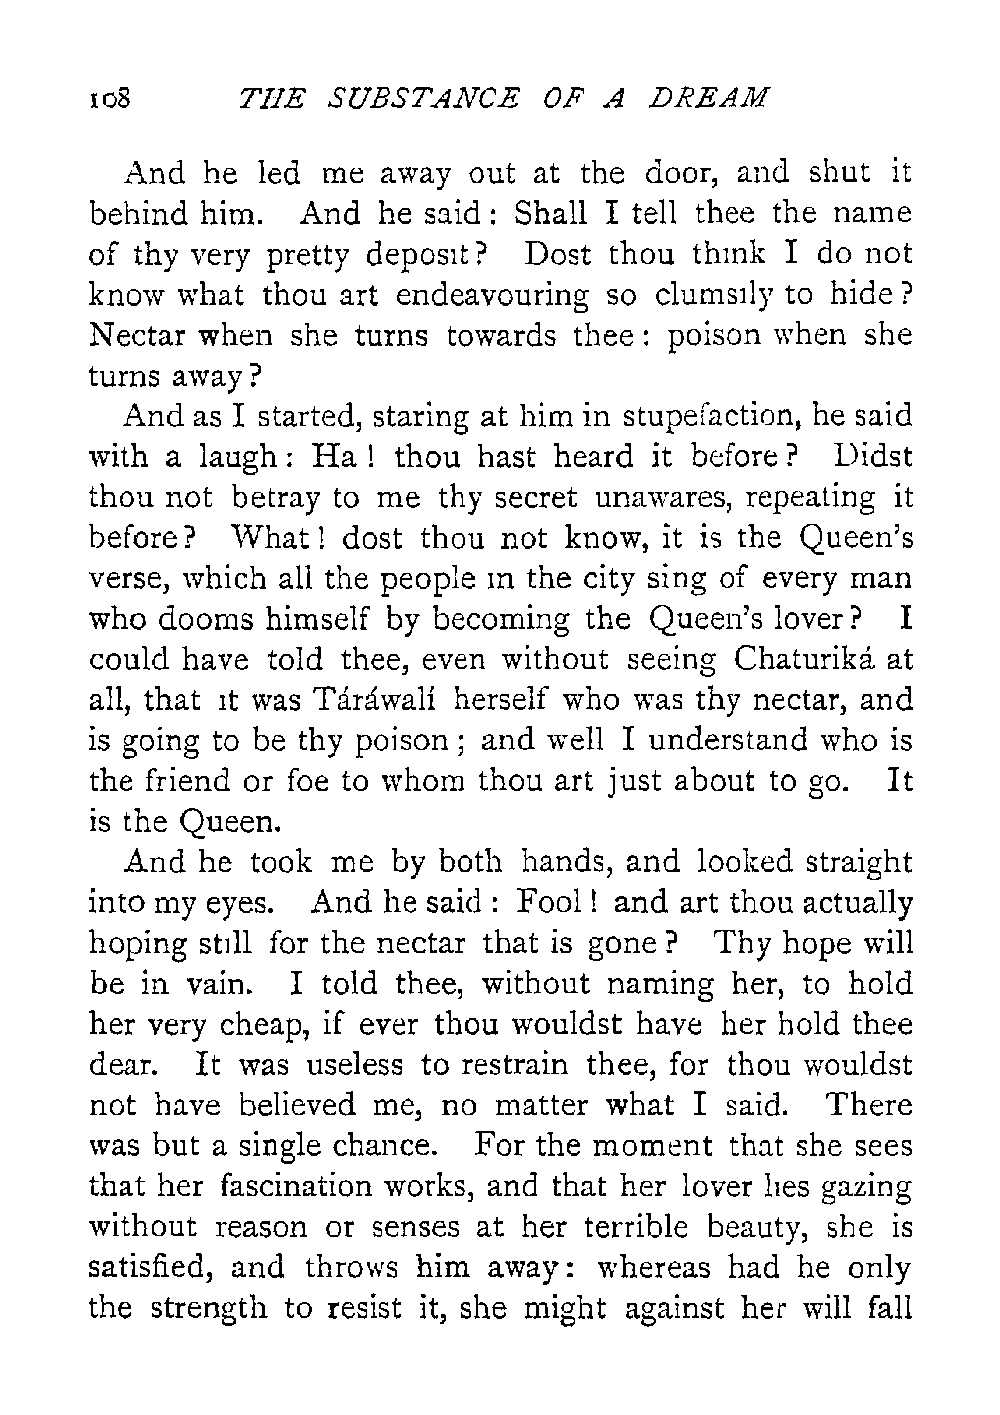 108 THE SUBSTANCE OF A DREAM
And he led me away out at the door, and shut it
behind him. And he said : Shall I tell thee the name
of thy very pretty deposit ? Dost thou think I do not
know what thou art endeavouring so clumsily to hide ?
Nectar when she turns towards thee : poison when she
turns away ?
And as I started, staring at him in stupefaction, he said
with a laugh : Ha ! thou hast heard it before ? Didst
thou not betray to me thy secret unawares, repeating it
before ? What ! dost thou not know, it is the Queen's
verse, which all the people in the city sing of every man
who dooms himself by becoming the Queen's lover ? I
could have told thee, even without seeing Chaturiká at
all, that it was Táráwalí herself who was thy nectar, and
is going to be thy poison ; and well I understand who is
the friend or foe to whom thou art just about to go. It
is the Queen.
And he took me by both hands, and looked straight
into my eyes. And he said : Fool ! and art thou actually
hoping still for the nectar that is gone ? Thy hope will
be in vain. I told thee, without naming her, to hold
her very cheap, if ever thou wouldst have her hold thee
dear. It was useless to restrain thee, for thou wouldst
not have believed me, no matter what I said. There
was but a single chance. For the moment that she sees
that her fascination works, and that her lover lies gazing
without reason or senses at her terrible beauty, she is
satisfied, and throws him away : whereas had he only
the strength to resist it, she might against her will fall